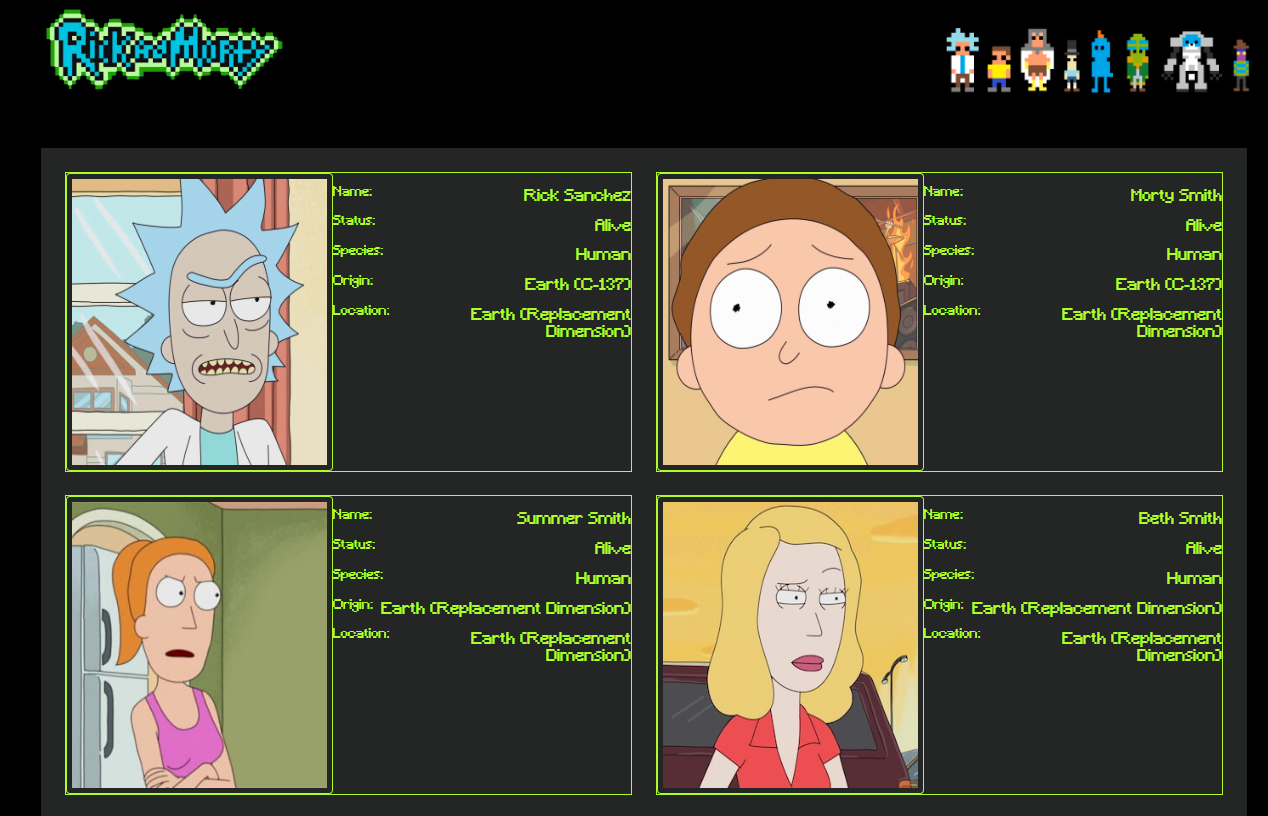 Rick and Morty
Name: Rick Sanchez
Status: Alive
Species: Human
Origin: Earth (C-137)
Location: Earth (Replacement
Dimension)
Name: Morty Smith
Status: Alive
Species: Human
Origin: Earth (C-137)
Location: Earth (Replacement
Dimension)
Name: Summer Smith
Status: Alive
Species: Human
Origin: Earth (Replacement Dimension)
Location: Earth (Replacement
Dimension)
Name: Beth Smith
Status: Alive
Species: Human
Origin: Earth (Replacement Dimension)
Location: Earth (Replacement
Dimension)